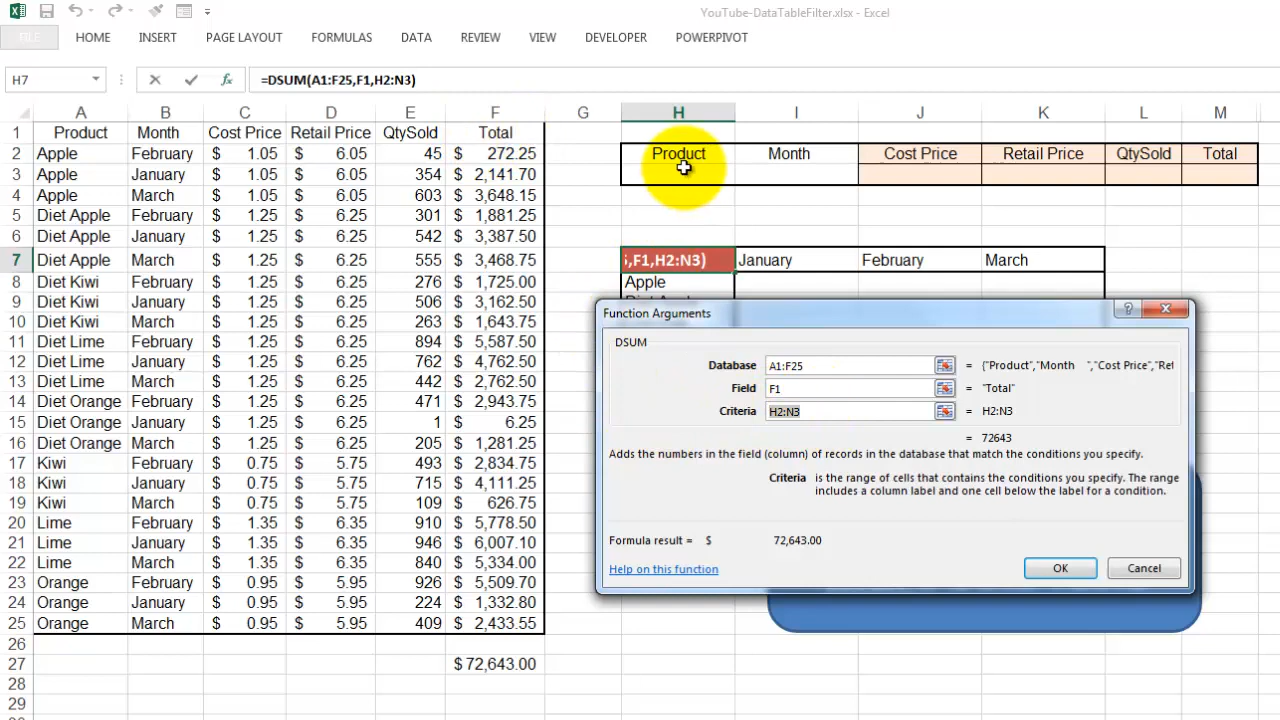 YouTube-DataTableFilter.xlsx - Excel
FILE HOME INSERT PAGE LAYOUT FORMULAS DATA REVIEW VIEW DEVELOPER POWERPIVOT
H7 fx =DSUM(A1:F25,F1,H2:N3)
A B C D E F G H I J K L M
1 Product Month Cost Price Retail Price QtySold Total
2 Apple February $ 1.05 $ 6.05 45 $ 272.25 Product Month Cost Price Retail Price QtySold Total
3 Apple January $ 1.05 $ 6.05 354 $ 2,141.70
4 Apple March $ 1.05 $ 6.05 603 $ 3,648.15
5 Diet Apple February $ 1.25 $ 6.25 301 $ 1,881.25
6 Diet Apple January $ 1.25 $ 6.25 542 $ 3,387.50
7 Diet Apple March $ 1.25 $ 6.25 555 $ 3,468.75 ,F1,H2:N3) January February March
8 Diet Kiwi February $ 1.25 $ 6.25 276 $ 1,725.00 Apple
9 Diet Kiwi January $ 1.25 $ 6.25 506 $ 3,162.50
10 Diet Kiwi March $ 1.25 $ 6.25 263 $ 1,643.75
11 Diet Lime February $ 1.25 $ 6.25 894 $ 5,587.50
12 Diet Lime January $ 1.25 $ 6.25 762 $ 4,762.50
13 Diet Lime March $ 1.25 $ 6.25 442 $ 2,762.50
14 Diet Orange February $ 1.25 $ 6.25 471 $ 2,943.75
15 Diet Orange January $ 1.25 $ 6.25 1 $ 6.25
16 Diet Orange March $ 1.25 $ 6.25 205 $ 1,281.25
17 Kiwi February $ 0.75 $ 5.75 493 $ 2,834.75
18 Kiwi January $ 0.75 $ 5.75 715 $ 4,111.25
19 Kiwi March $ 0.75 $ 5.75 109 $ 626.75
20 Lime February $ 1.35 $ 6.35 910 $ 5,778.50
21 Lime January $ 1.35 $ 6.35 946 $ 6,007.10
22 Lime March $ 1.35 $ 6.35 840 $ 5,334.00
23 Orange February $ 0.95 $ 5.95 926 $ 5,509.70
24 Orange January $ 0.95 $ 5.95 224 $ 1,332.80
25 Orange March $ 0.95 $ 5.95 409 $ 2,433.55
26
27 $ 72,643.00
28
29
Function Arguments ?
DSUM
Database A1:F25 = {"Product","Month ","Cost Price","Ret
Field F1 = "Total"
Criteria H2:N3 = H2:N3
= 72643
Adds the numbers in the field (column) of records in the database that match the conditions you specify.
Criteria is the range of cells that contains the conditions you specify. The range
includes a column label and one cell below the label for a condition.
Formula result = $ 72,643.00
Help on this function OK Cancel